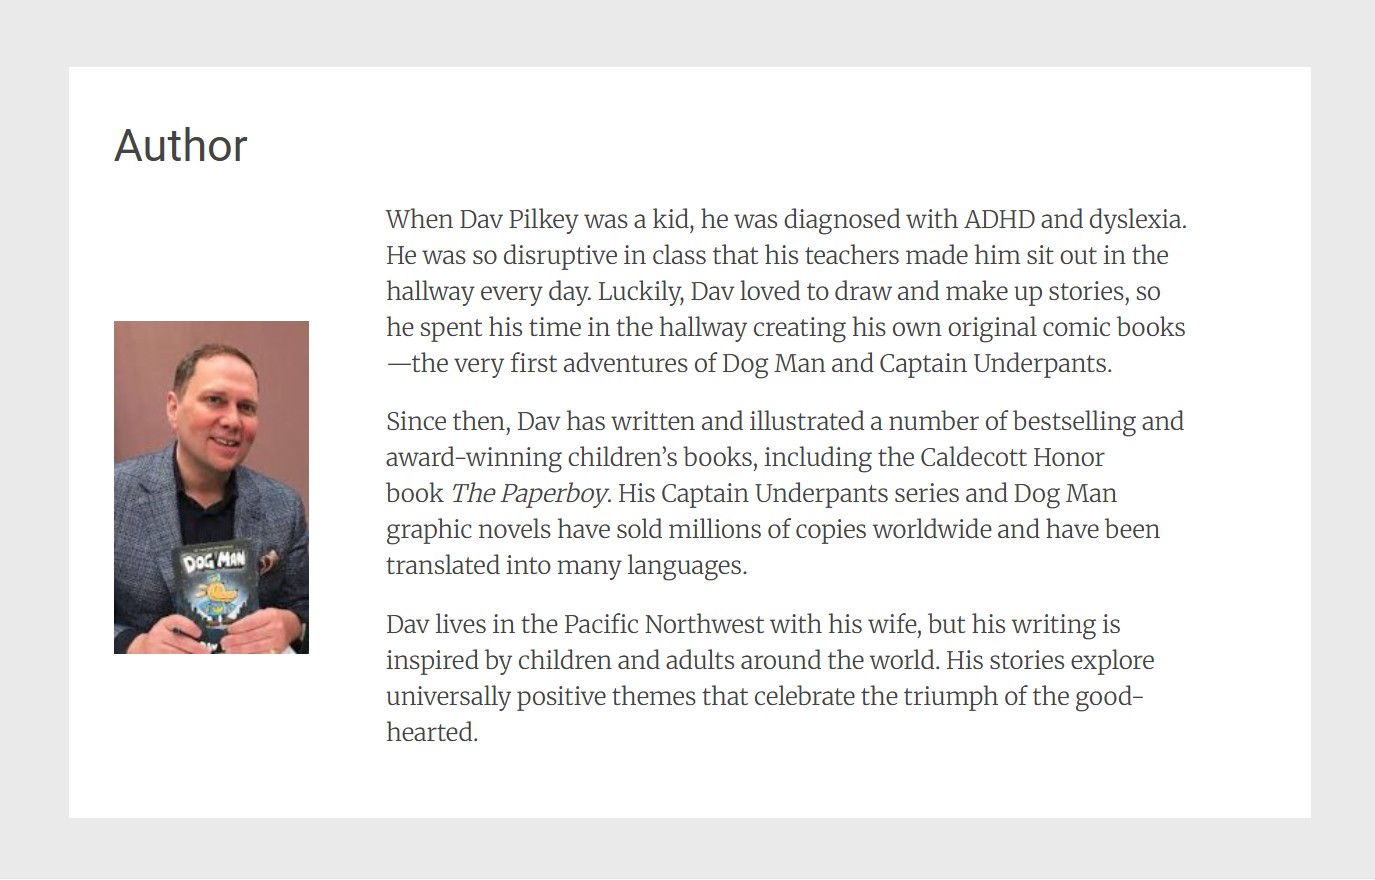 Author
When Dav Pilkey was a kid, he was diagnosed with ADHD and dyslexia.
He was so disruptive in class that his teachers made him sit out in the
hallway every day. Luckily, Dav loved to draw and make up stories, so
he spent his time in the hallway creating his own original comic books
—the very first adventures of Dog Man and Captain Underpants.
Since then, Dav has written and illustrated a number of bestselling and
award-winning children’s books, including the Caldecott Honor
book The Paperboy. His Captain Underpants series and Dog Man
graphic novels have sold millions of copies worldwide and have been
translated into many languages.
DOG MAN
Dav lives in the Pacific Northwest with his wife, but his writing is
inspired by children and adults around the world. His stories explore
universally positive themes that celebrate the triumph of the good-
hearted.